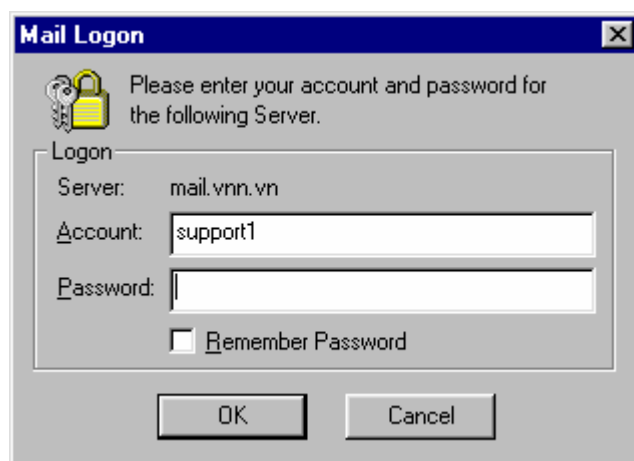 Mail Logon
Please enter your account and password for
the following Server.
Logon
Server: mail.vnn.vn
Account: support1
Password:
Remember Password
OK Cancel